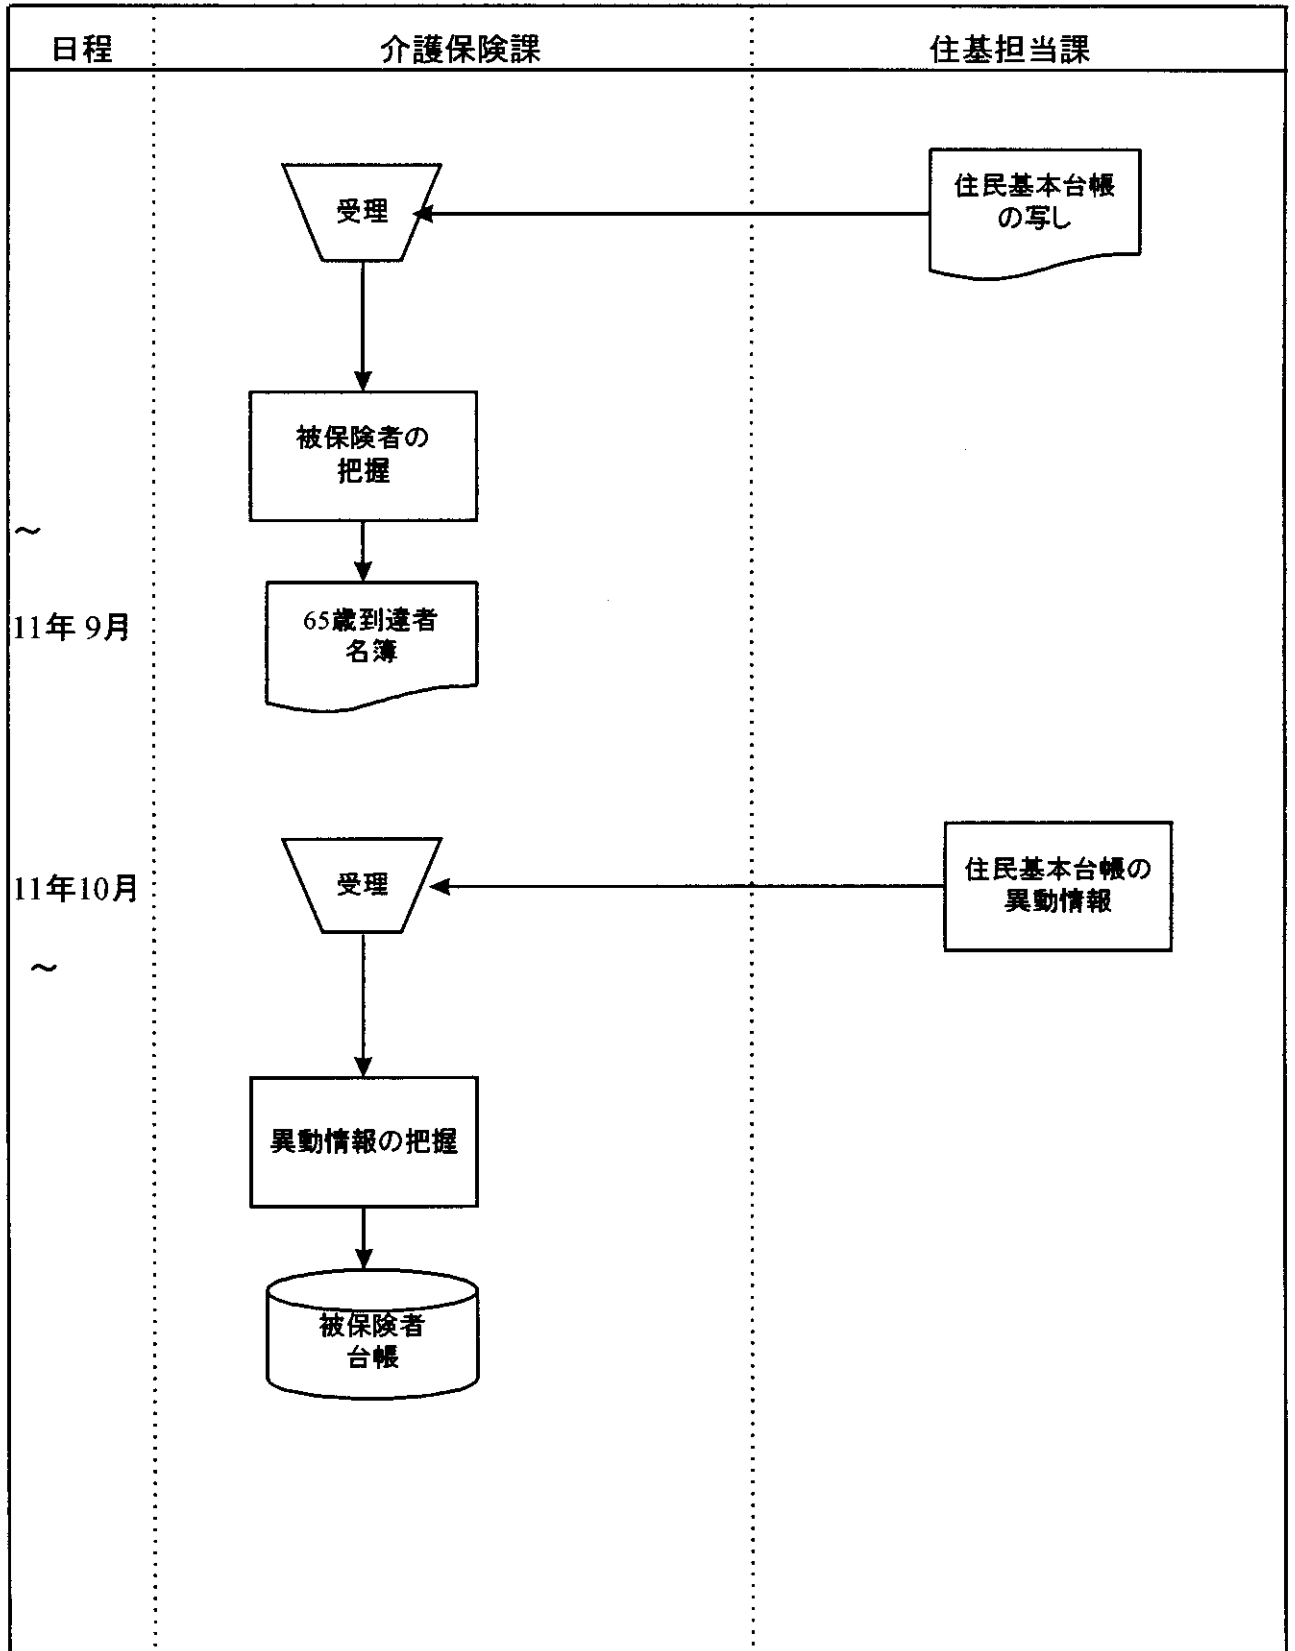 日程 介護保険課 住基担当課
受理
住民基本台帳
の写し
被保険者の
把握
～
11年 9月
65歳到達者
名簿
11年10月
～
受理
住民基本台帳の
異動情報
異動情報の把握
被保険者
台帳